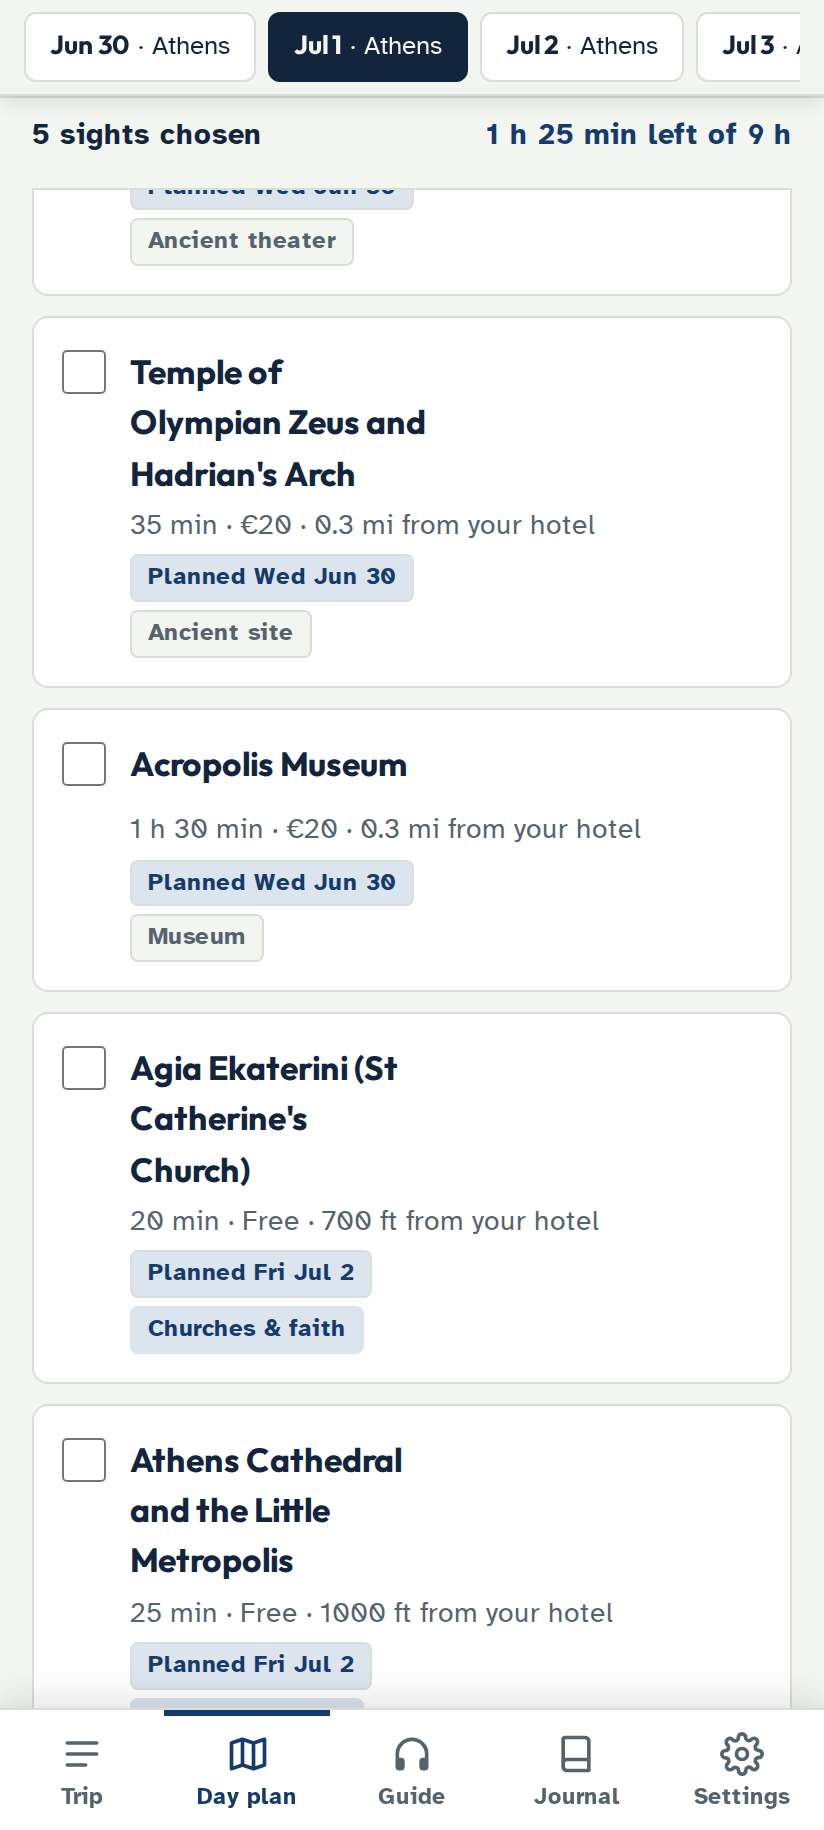 Jun 30 · Athens
Jul 1 · Athens
Jul 2 · Athens
Jul 3 ·
5 sights chosen
1 h 25 min left of 9 h
Planned Wed Jun 30
Ancient theater
Temple of
Olympian Zeus and
Hadrian's Arch
35 min · €20 · 0.3 mi from your hotel
Planned Wed Jun 30
Ancient site
Acropolis Museum
1 h 30 min · €20 · 0.3 mi from your hotel
Planned Wed Jun 30
Museum
Agia Ekaterini (St
Catherine's
Church)
20 min · Free · 700 ft from your hotel
Planned Fri Jul 2
Churches & faith
Athens Cathedral
and the Little
Metropolis
25 min · Free · 1000 ft from your hotel
Planned Fri Jul 2
Trip
Day plan
Guide
Journal
Settings